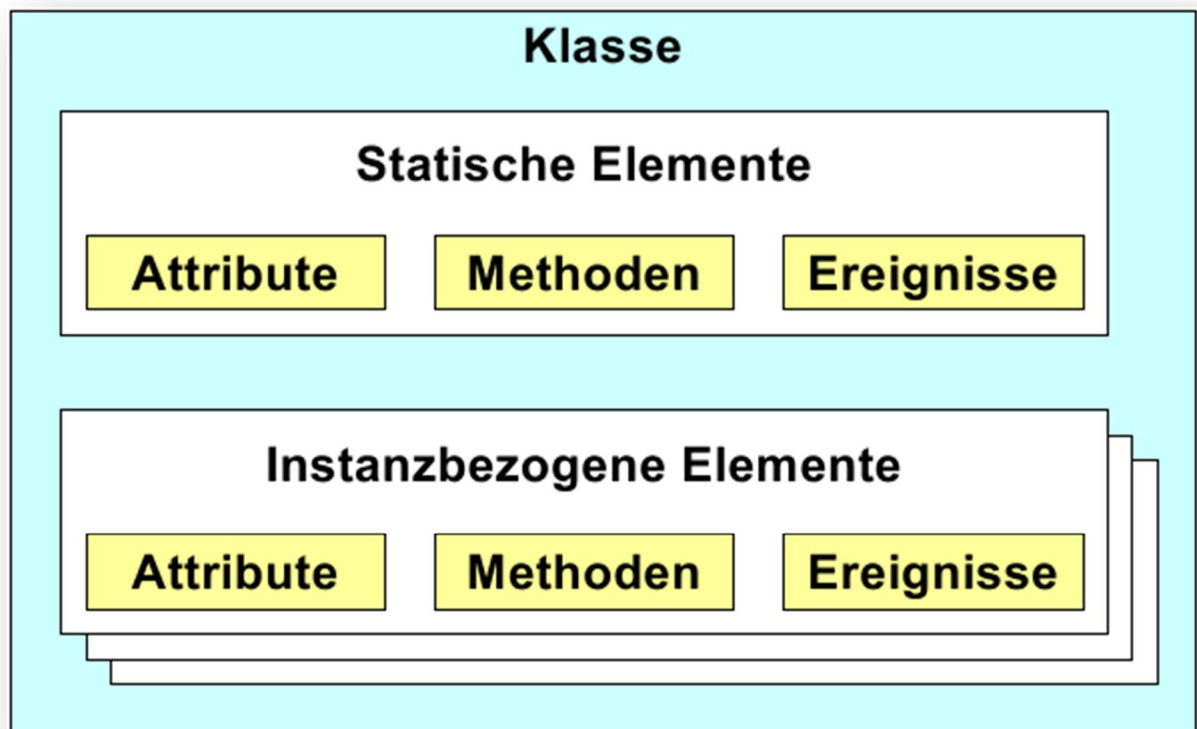 Klasse
Statische Elemente
Attribute Methoden Ereignisse
Instanzbezogene Elemente
Attribute Methoden Ereignisse